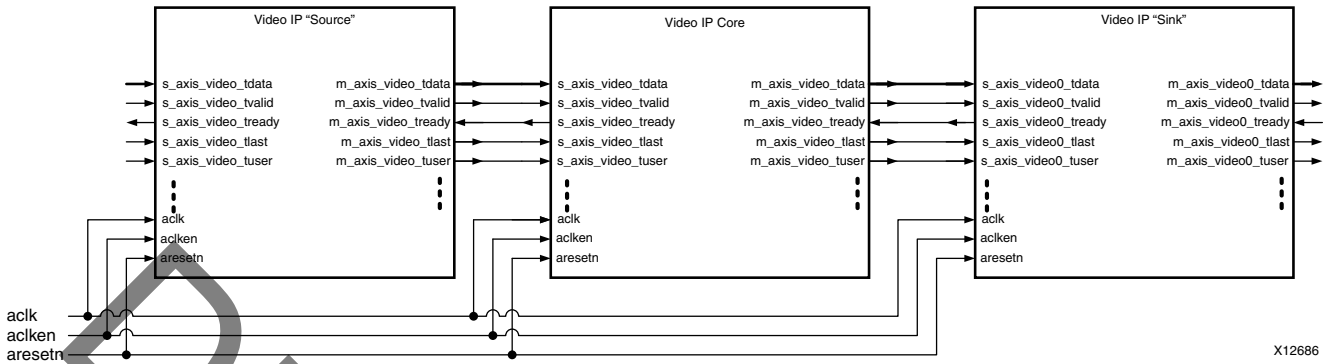 Video IP “Source”
s_axis_video_tdata m_axis_video_tdata
s_axis_video_tvalid m_axis_video_tvalid
s_axis_video_tready m_axis_video_tready
s_axis_video_tlast m_axis_video_tlast
s_axis_video_tuser m_axis_video_tuser
aclk
aclken
aresetn
Video IP Core
s_axis_video_tdata m_axis_video_tdata
s_axis_video_tvalid m_axis_video_tvalid
s_axis_video_tready m_axis_video_tready
s_axis_video_tlast m_axis_video_tlast
s_axis_video_tuser m_axis_video_tuser
aclk
aclken
aresetn
Video IP “Sink”
s_axis_video0_tdata m_axis_video0_tdata
s_axis_video0_tvalid m_axis_video0_tvalid
s_axis_video0_tready m_axis_video0_tready
s_axis_video0_tlast m_axis_video0_tlast
s_axis_video0_tuser m_axis_video0_tuser
aclk
aclken
aresetn
aclk
aclken
aresetn
X12686